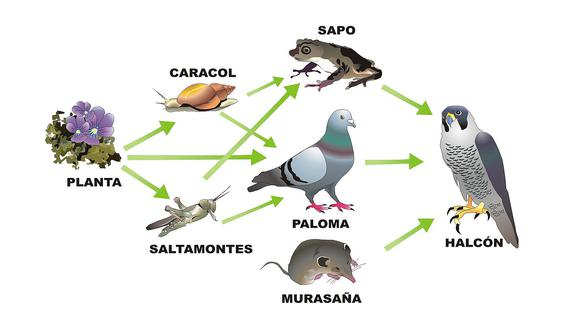 SAPO
CARACOL
PLANTA
SALTAMONTES
PALOMA
HALCÓN
MURASAÑA